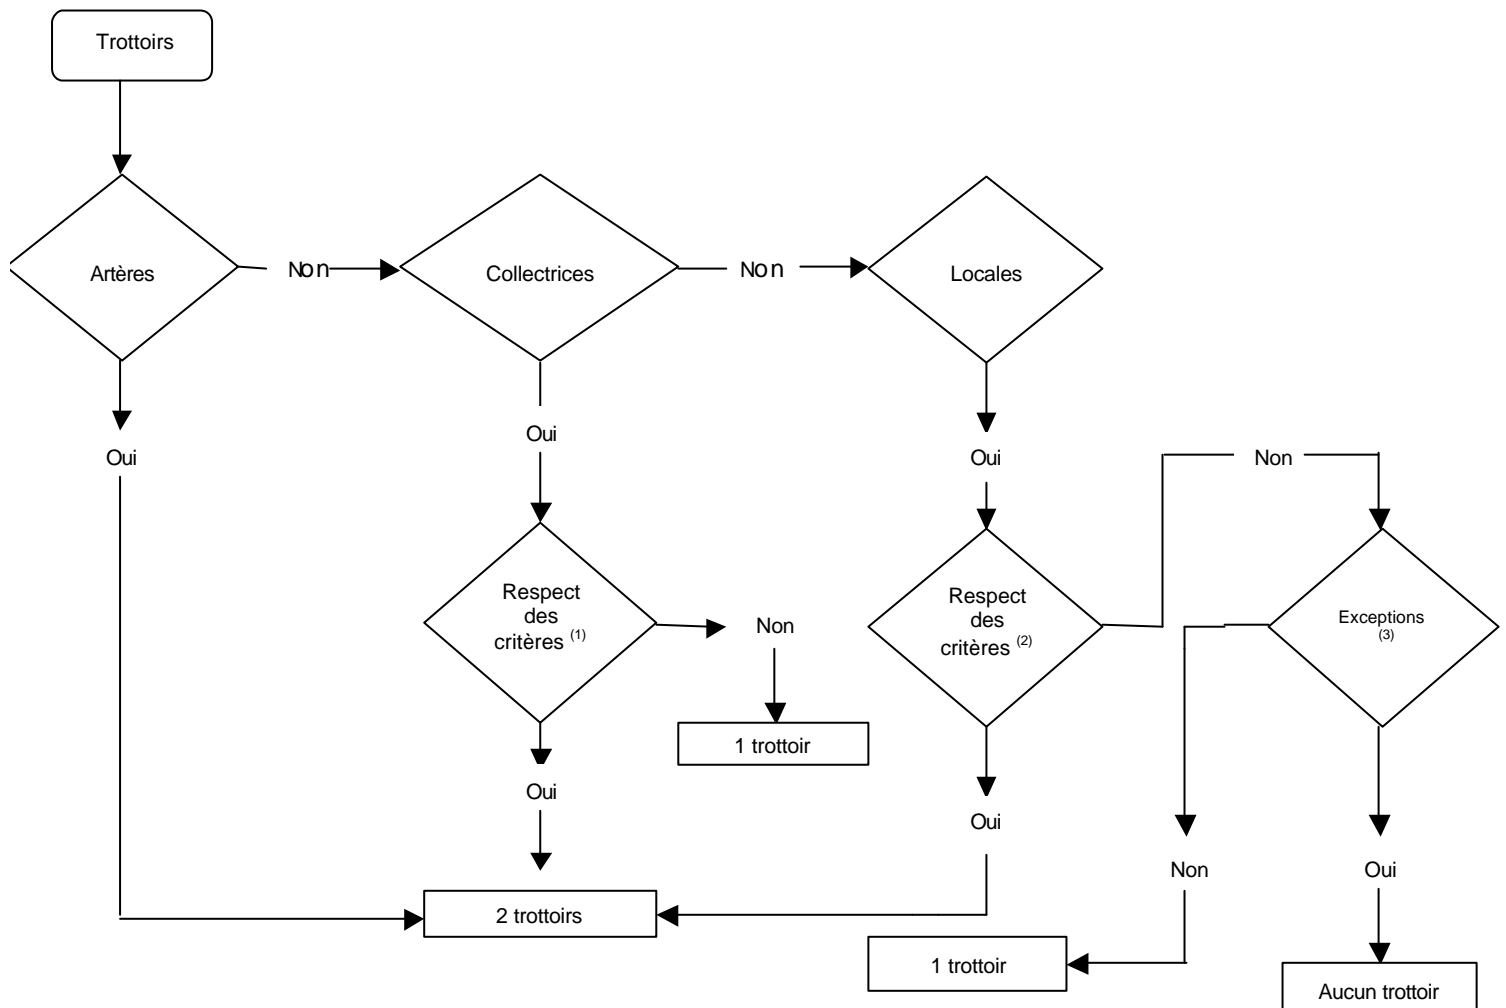 Trottoirs
Artères
Non
Collectrices
Non
Locales
Oui
Oui
Oui
Non
Respect
des
critères (1)
Non
Respect
des
critères (2)
Exceptions
(3)
1 trottoir
Oui
Oui
Non
Oui
2 trottoirs
1 trottoir
Aucun trottoir